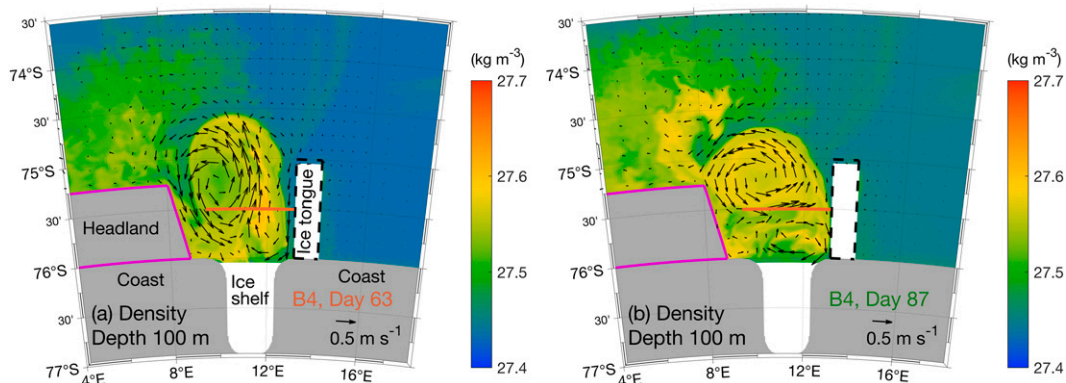 30'
74°S
30'
75°S
30'
76°S
30'
77°S
4°E
8°E
12°E
16°E
Headland
Coast
Ice shelf
Ice tongue
Coast
B4, Day 63
(a) Density
Depth 100 m
0.5 m s⁻¹
(kg m⁻³)
27.7
27.6
27.5
27.4
30'
74°S
30'
75°S
30'
76°S
30'
77°S
4°E
8°E
12°E
16°E
B4, Day 87
(b) Density
Depth 100 m
0.5 m s⁻¹
(kg m⁻³)
27.7
27.6
27.5
27.4